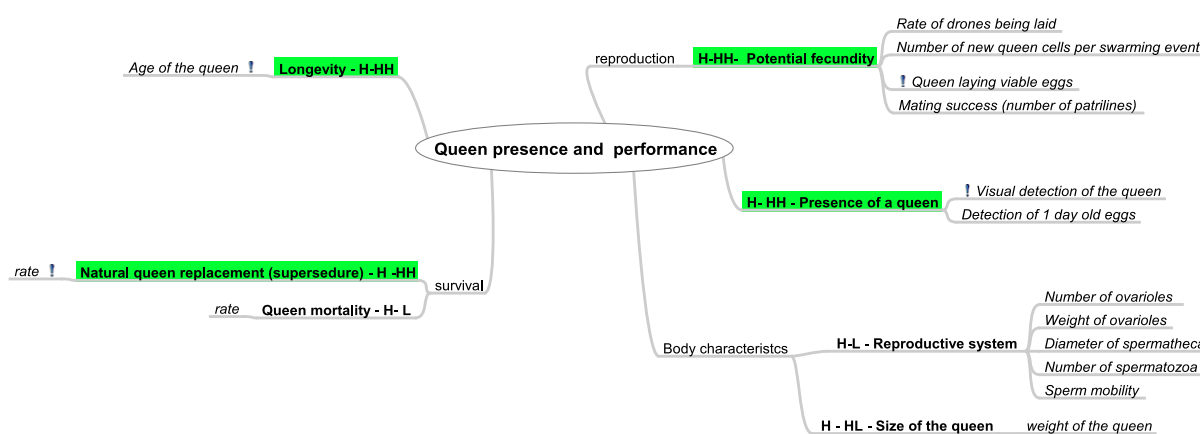 Rate of drones being laid
reproduction
H-HH- Potential fecundity
Number of new queen cells per swarming event
Age of the queen
Longevity - H-HH
Queen laying viable eggs
Mating success (number of patrilines)
Queen presence and performance
H- HH - Presence of a queen
Visual detection of the queen
Detection of 1 day old eggs
rate
Natural queen replacement (supersedure) - H -HH
survival
rate
Queen mortality - H- L
Body characteristcs
H-L - Reproductive system
Number of ovarioles
Weight of ovarioles
Diameter of spermatheca
Number of spermatozoa
Sperm mobility
H - HL - Size of the queen
weight of the queen